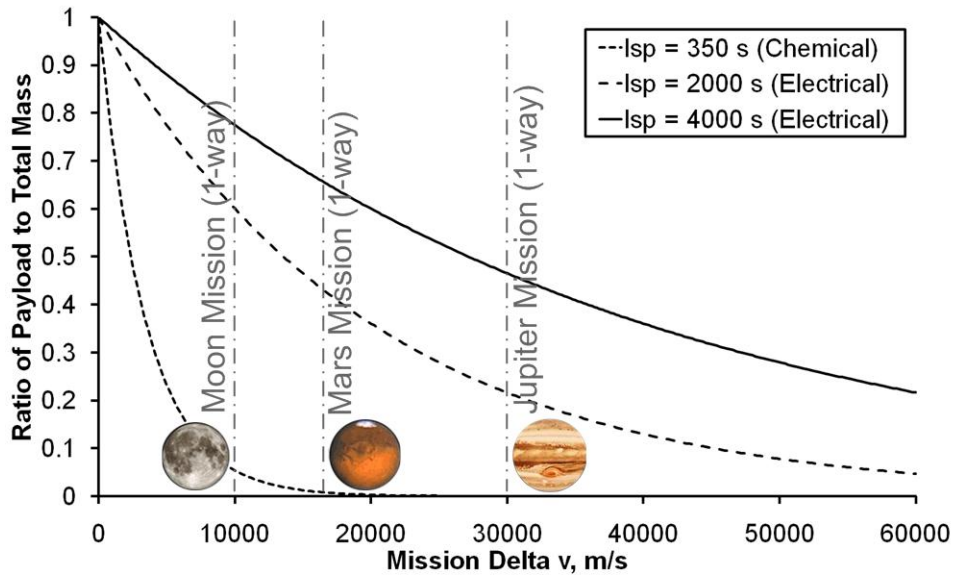 1
0.9
0.8
0.7
0.6
0.5
0.4
0.3
0.2
0.1
0
Ratio of Payload to Total Mass
Isp = 350 s (Chemical)
Isp = 2000 s (Electrical)
Isp = 4000 s (Electrical)
Moon Mission (1-way)
Mars Mission (1-way)
Jupiter Mission (1-way)
0 10000 20000 30000 40000 50000 60000
Mission Delta v, m/s